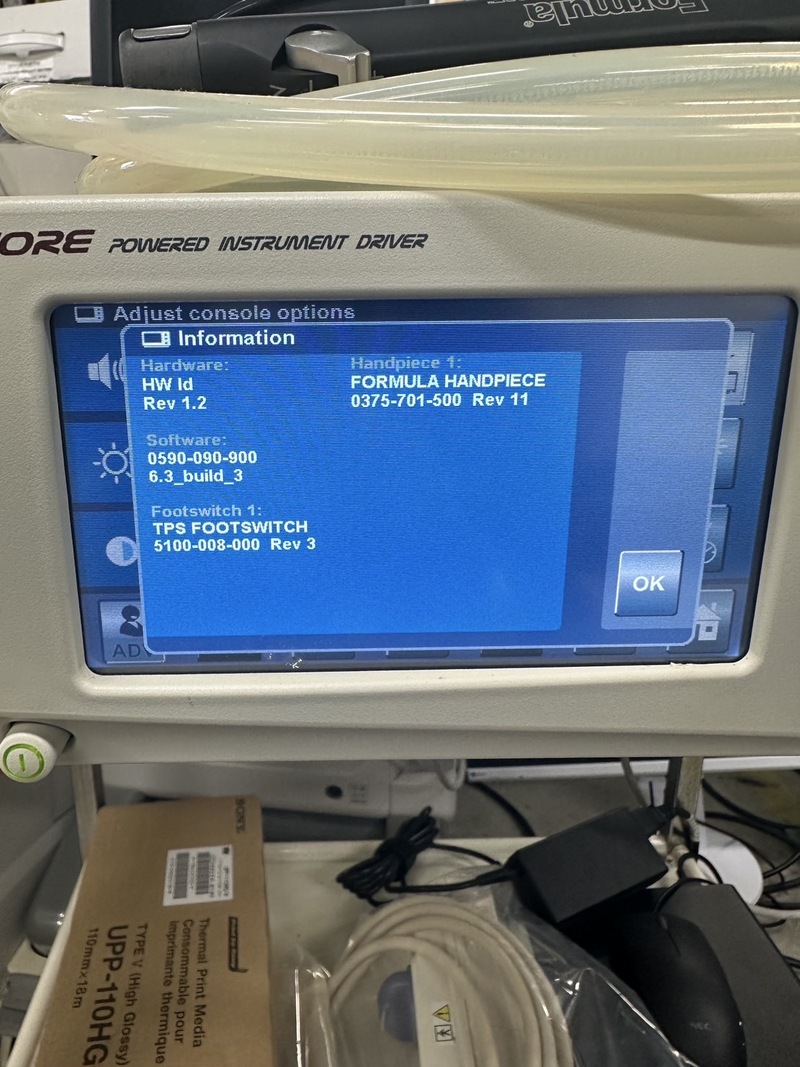 Formula®
ORE POWERED INSTRUMENT DRIVER
Adjust console options
Information
Hardware:
HW Id
Rev 1.2
Handpiece 1:
FORMULA HANDPIECE
0375-701-500 Rev 11
Software:
0590-090-900
6.3_build_3
Footswitch 1:
TPS FOOTSWITCH
5100-008-000 Rev 3
OK
ADV
SONY
Thermal Print Media
Consommable pour
imprimante thermique
TYPE V (High Glossy)
UPP-110HG
110mm×18m
NEC